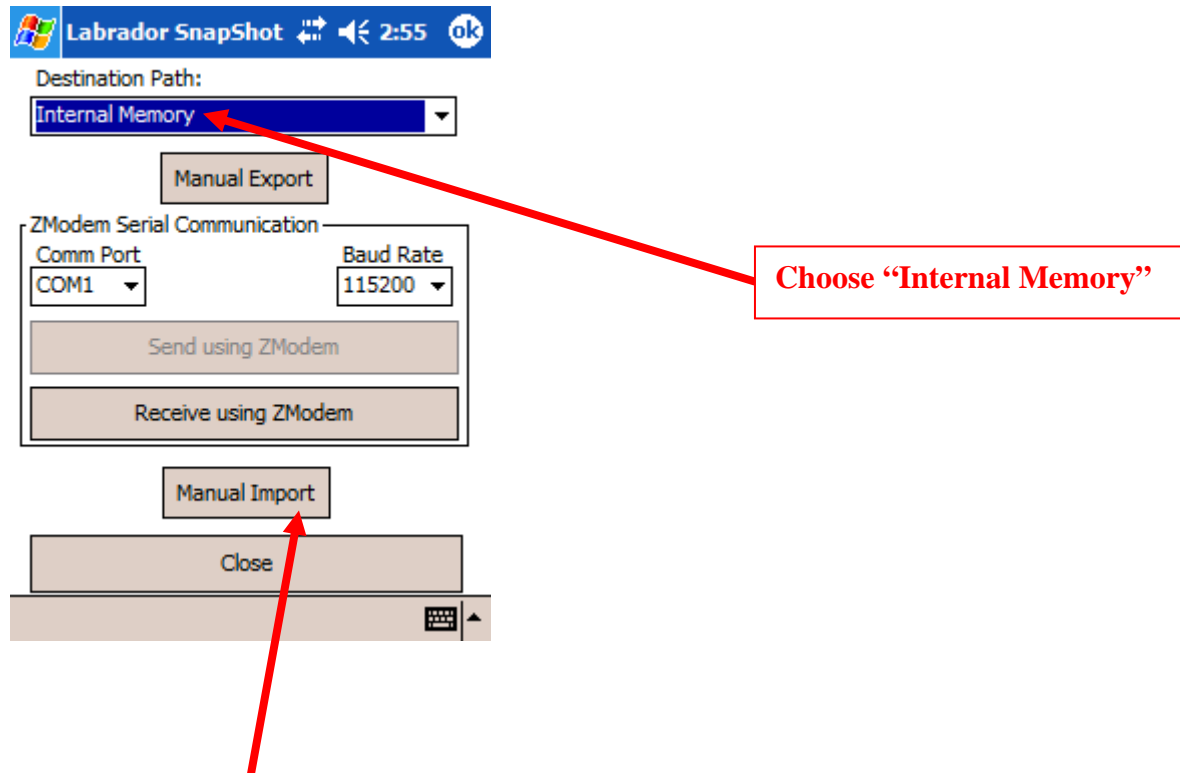 Labrador SnapShot 2:55 ok
Destination Path:
Internal Memory
Manual Export
ZModem Serial Communication
Comm Port Baud Rate
COM1 115200
Send using ZModem
Receive using ZModem
Manual Import
Close
Choose “Internal Memory”